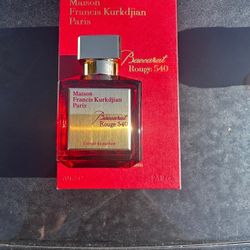 Maison
Francis Kurkdjian
Paris
Baccarat
Rouge 540
Maison
Francis Kurkdjian
Paris
Baccarat
Rouge 540
Extrait de parfum